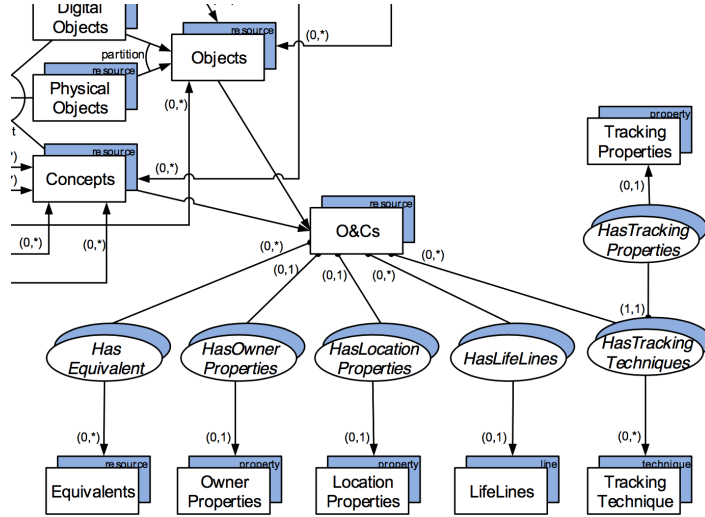 Digital
Objects
resource
partition
Objects
(0,*)
resource
Physical
Objects
(0,*)
t
resource
Concepts
*)
*)
(0,*)
(0,*)
(0,*)
property
Tracking
Properties
(0,1)
resource
O&Cs
HasTracking
Properties
(0,*)
(0,1)
(0,1)
(0,*)
(0,*)
(1,1)
Has
Equivalent
HasOwner
Properties
HasLocation
Properties
HasLifeLines
HasTracking
Techniques
(0,*)
(0,1)
(0,1)
(0,1)
(0,*)
resource
Equivalents
property
Owner
Properties
property
Location
Properties
line
LifeLines
technique
Tracking
Technique